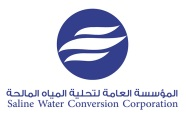 المؤسسة العامة لتحلية المياه المالحة
Saline Water Conversion Corporation